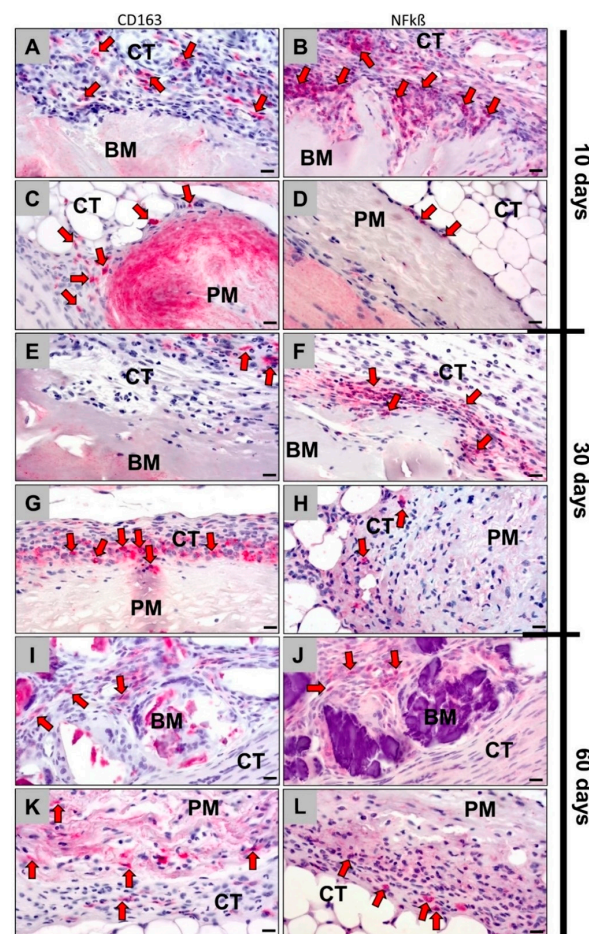 CD163 NFkß
A CT BM
B CT BM
C CT PM
D PM CT
10 days
E CT BM
F CT BM
G CT PM
H CT PM
30 days
I BM CT
J BM CT
K PM CT
L PM CT
60 days